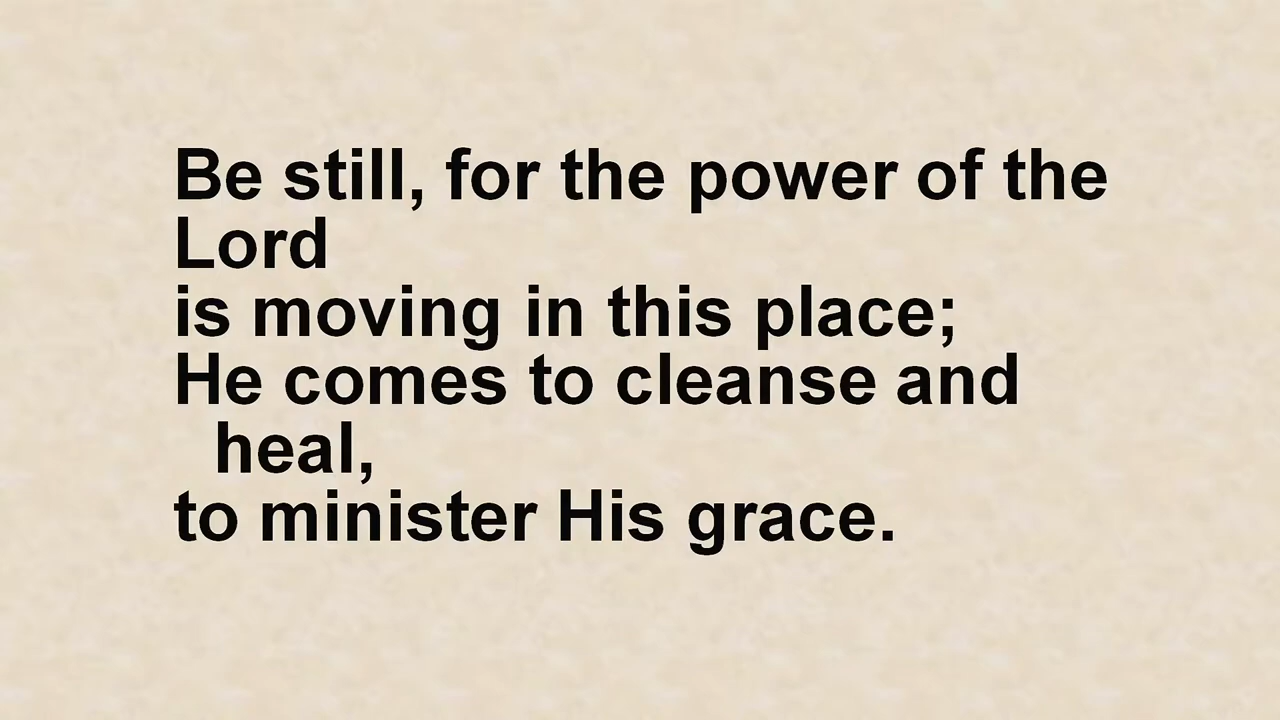 Be still, for the power of the
Lord
is moving in this place;
He comes to cleanse and
heal,
to minister His grace.